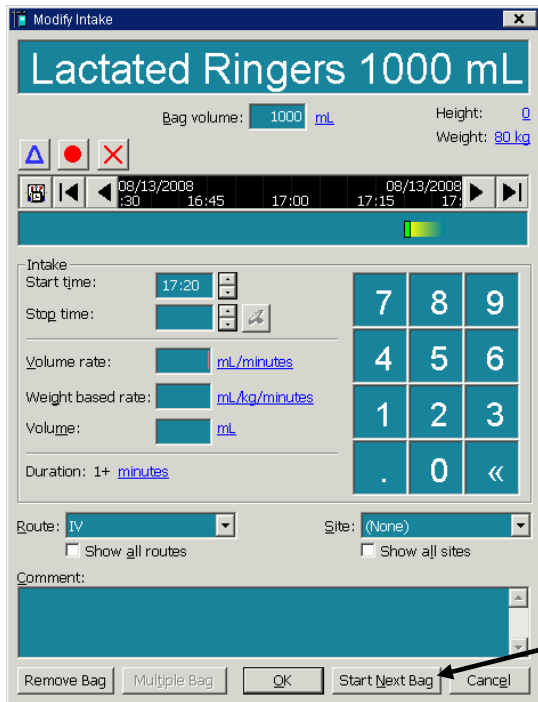 Modify Intake
Lactated Ringers 1000 mL
Bag volume: 1000 mL
Height: 0
Weight: 80 kg
08/13/2008 08/13/2008
:30 16:45 17:00 17:15 17:
Intake
Start time: 17:20
Stop time:
Volume rate: mL/minutes
Weight based rate: mL/kg/minutes
Volume: mL
Duration: 1+ minutes
7 8 9
4 5 6
1 2 3
. 0 «
Route: IV Site: (None)
Show all routes Show all sites
Comment:
Remove Bag Multiple Bag OK Start Next Bag Cancel